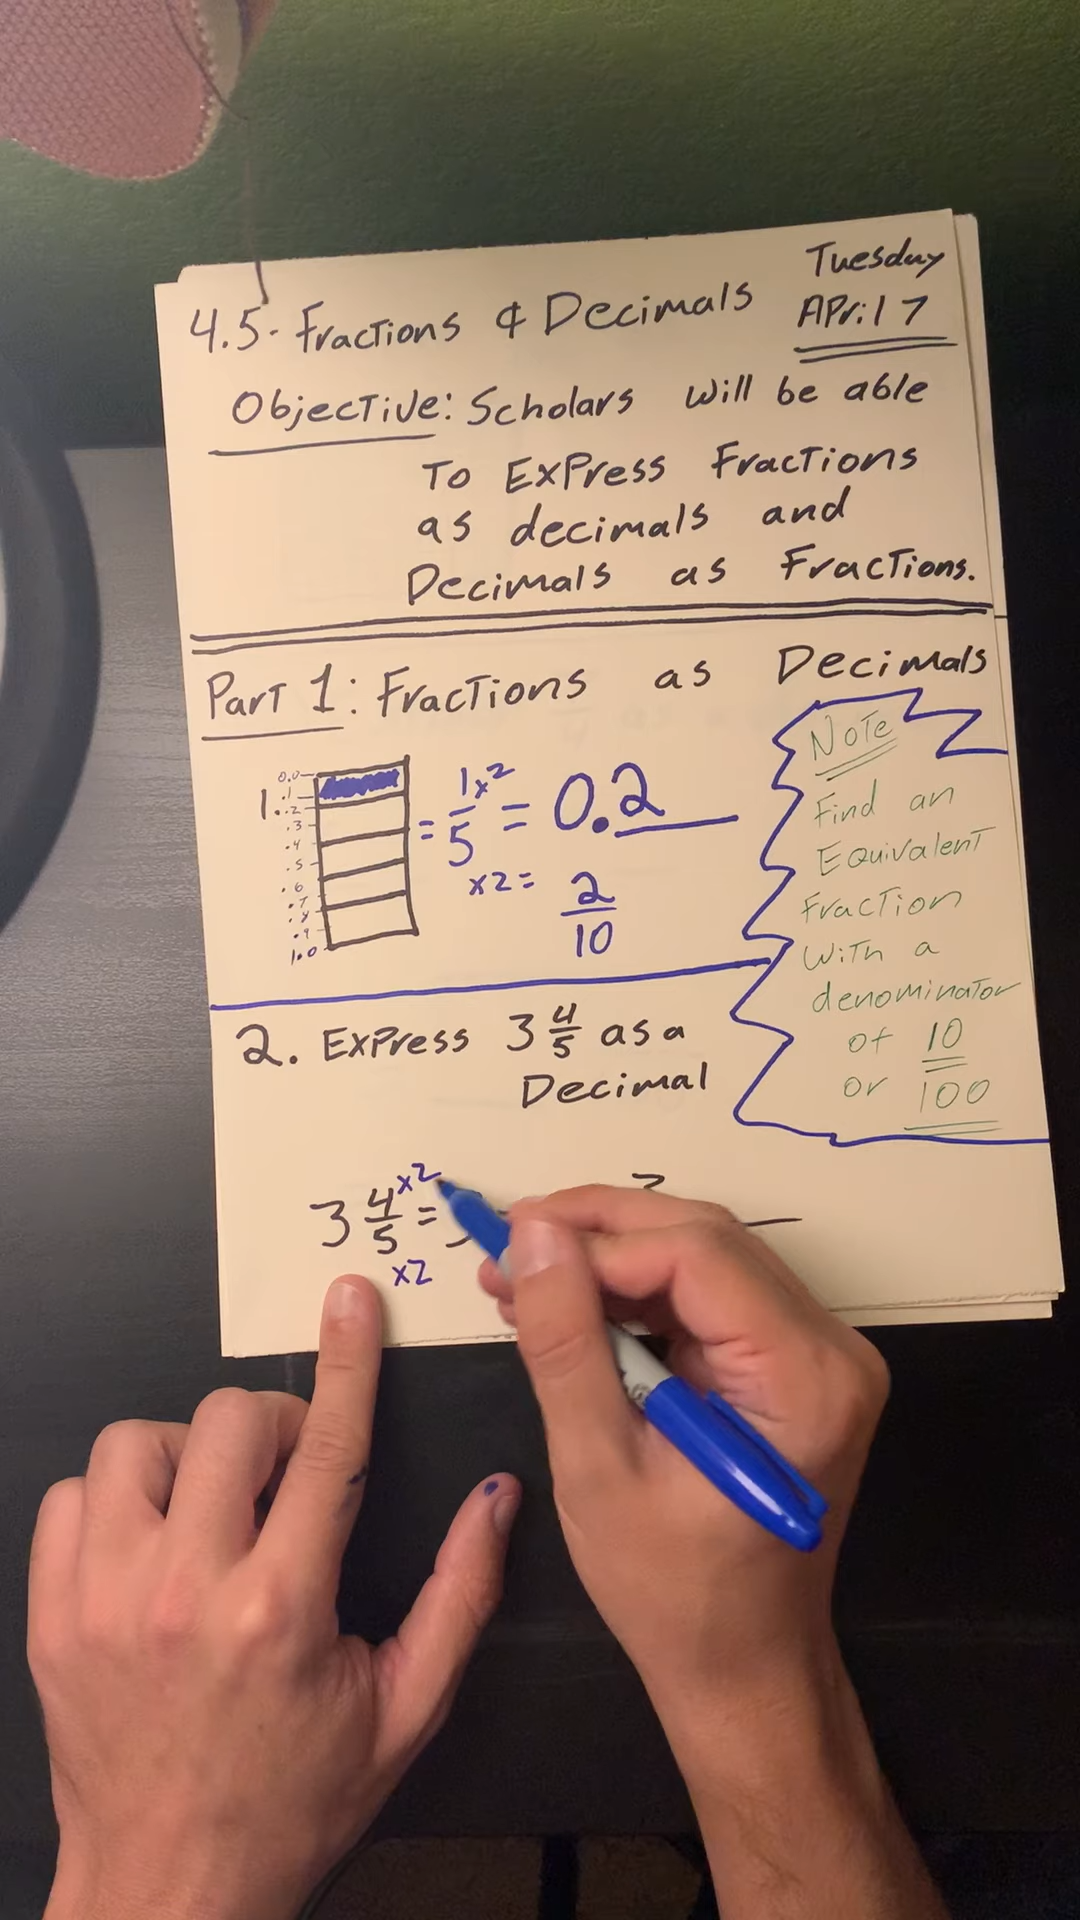 Tuesday
April 7
4.5- Fractions & Decimals
Objective: Scholars will be able
To Express Fractions
as decimals and
Decimals as Fractions.
Part 1: Fractions as Decimals
0.0
.1
1. .2
.3
.4
.5
.6
.7
.8
.9
1.0
= 1/5 x2 = 0.2
x2 = 2/10
Note
Find an
Equivalent
Fraction
With a
denominator
of 10
or 100
2. Express 3 4/5 as a
Decimal
3 4/5 x2 =
x2